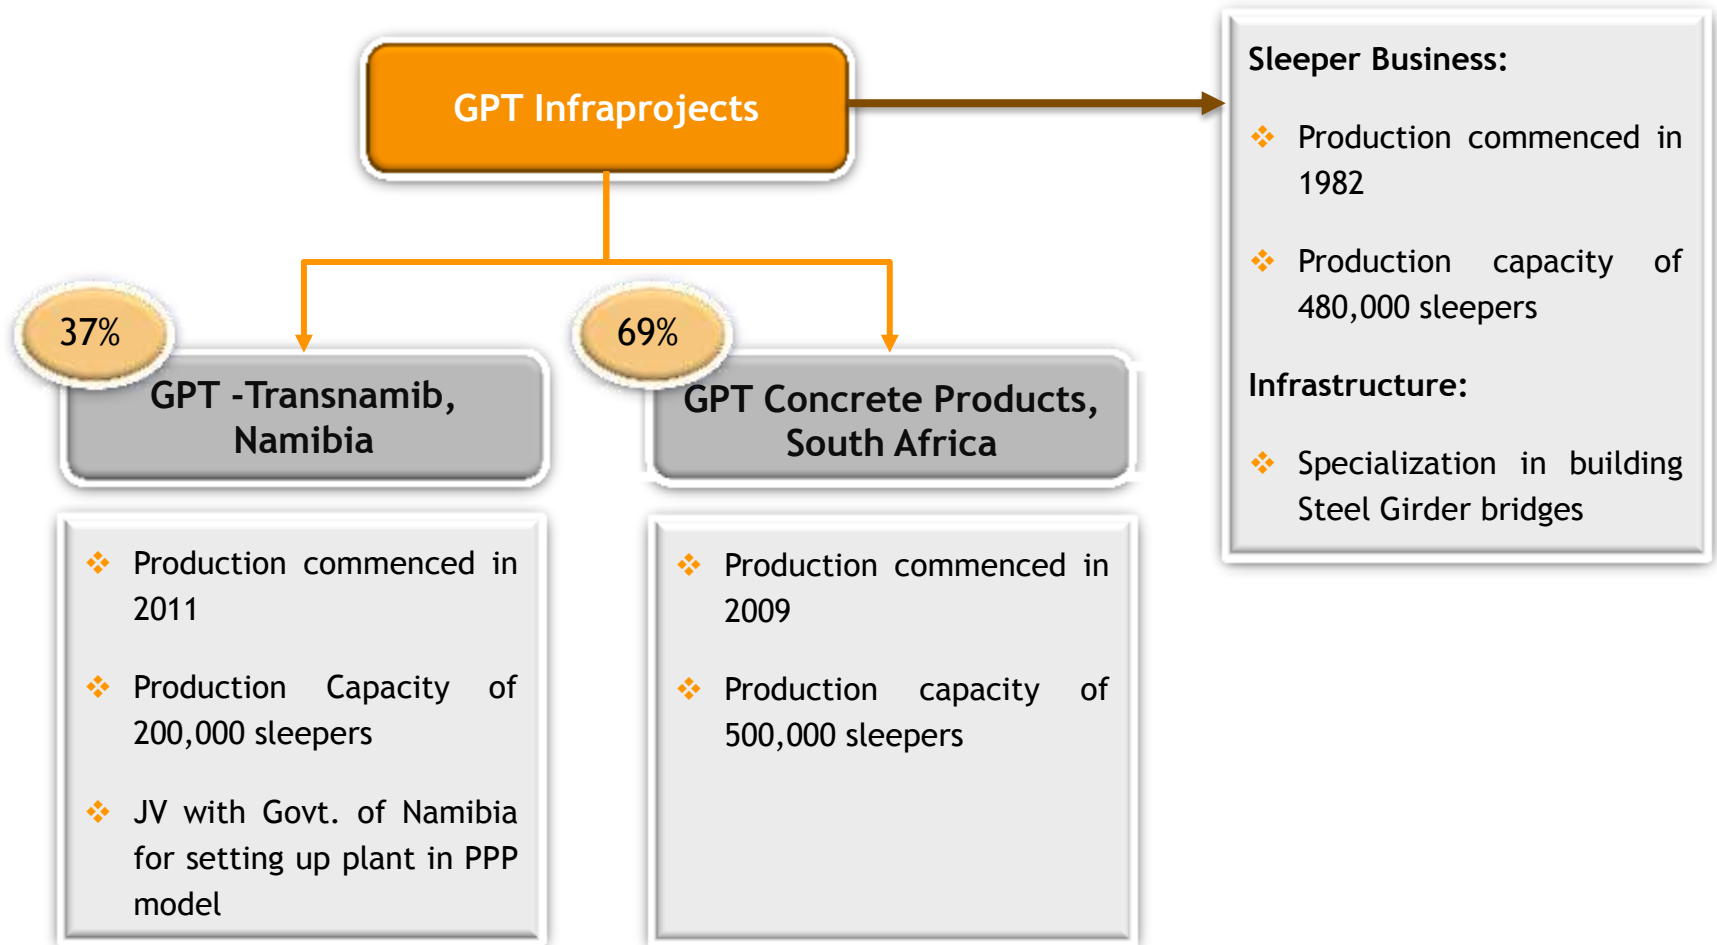 GPT Infraprojects
Sleeper Business:
❖ Production commenced in
1982
❖ Production capacity of
480,000 sleepers
Infrastructure:
❖ Specialization in building
Steel Girder bridges
37%
GPT -Transnamib,
Namibia
❖ Production commenced in
2011
❖ Production Capacity of
200,000 sleepers
❖ JV with Govt. of Namibia
for setting up plant in PPP
model
69%
GPT Concrete Products,
South Africa
❖ Production commenced in
2009
❖ Production capacity of
500,000 sleepers